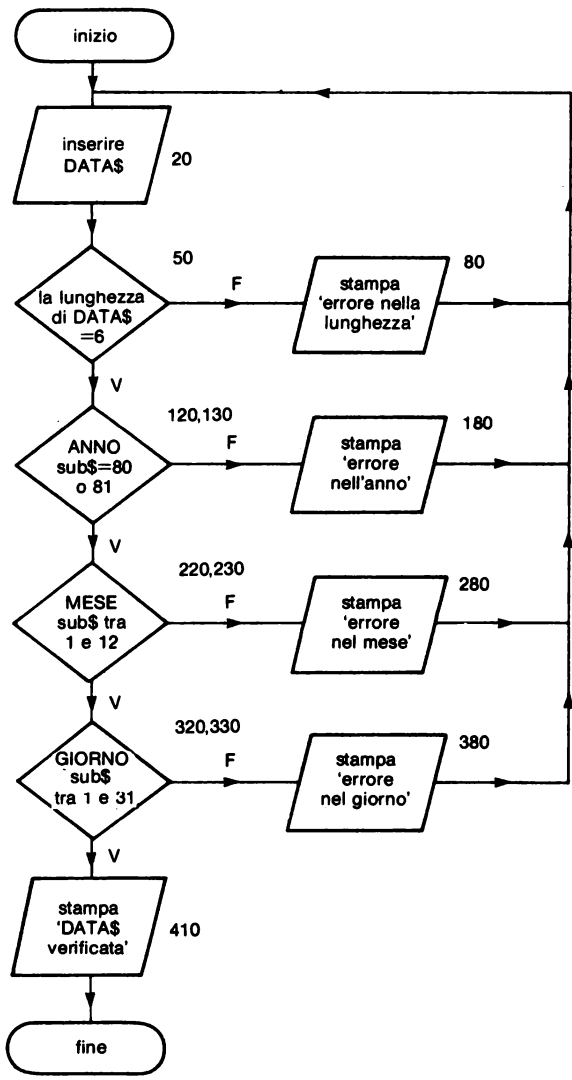 inizio
inserire
DATA$
20
50
la lunghezza
di DATA$
=6
F
stampa
'errore nella
lunghezza'
80
V
120,130
ANNO
sub$=80
o 81
F
stampa
'errore
nell'anno'
180
V
220,230
MESE
sub$ tra
1 e 12
F
stampa
'errore
nel mese'
280
V
320,330
GIORNO
sub$
tra 1 e 31
F
stampa
'errore
nel giorno'
380
V
stampa
'DATA$
verificata'
410
fine